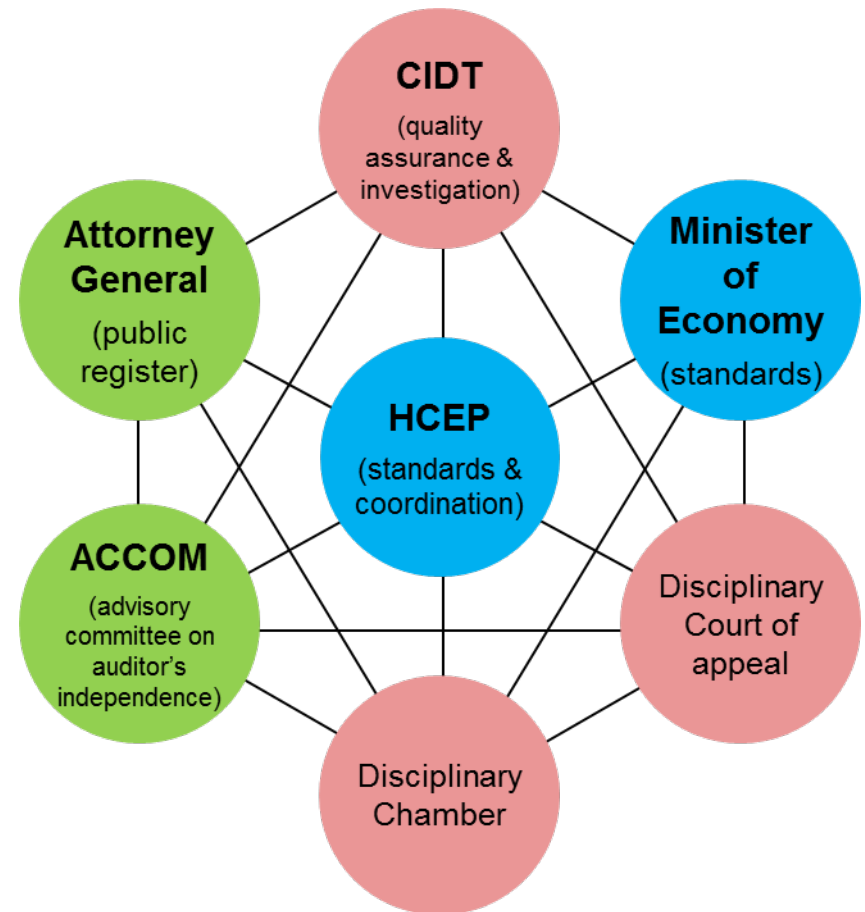 CIDT
(quality
assurance &
investigation)
Attorney
General
(public
register)
Minister
of
Economy
(standards)
HCEP
(standards &
coordination)
ACCOM
(advisory
committee on
auditor's
independence)
Disciplinary
Court of
appeal
Disciplinary
Chamber